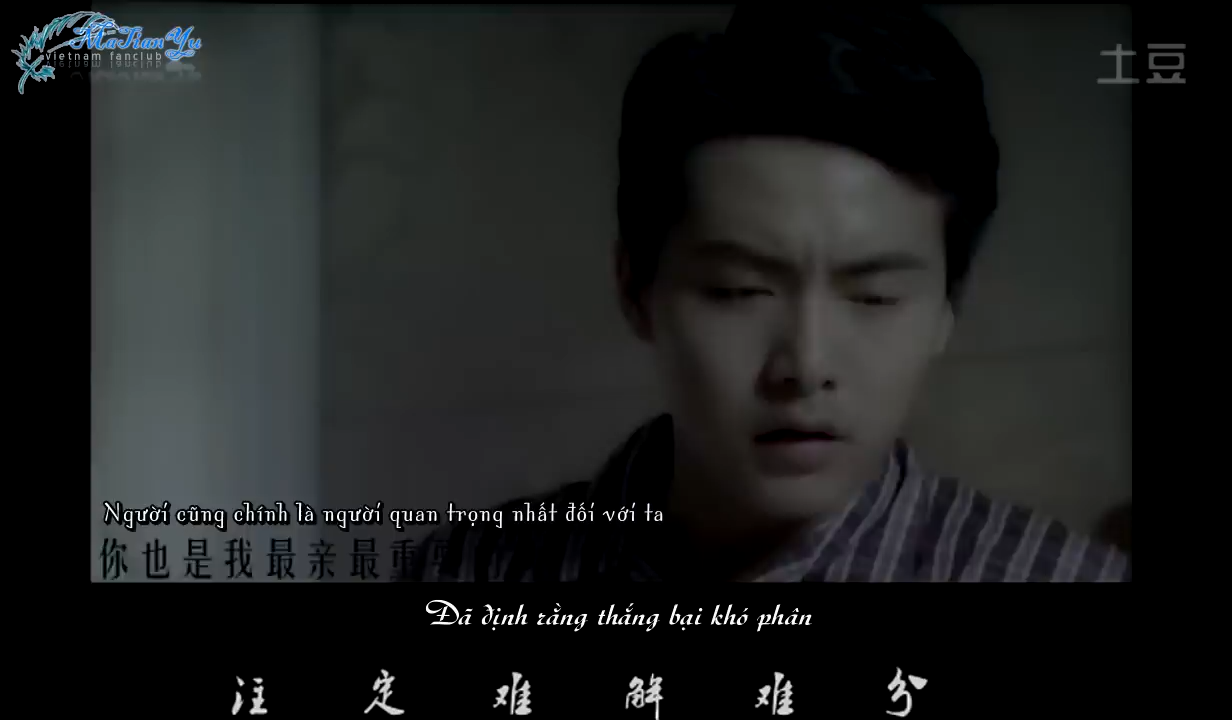 MaTianYu
vietnam fanclub
土豆
Người cũng chính là người quan trọng nhất đối với ta
你也是我最亲最重
Đã định rằng thắng bại khó phân
注定难解难分